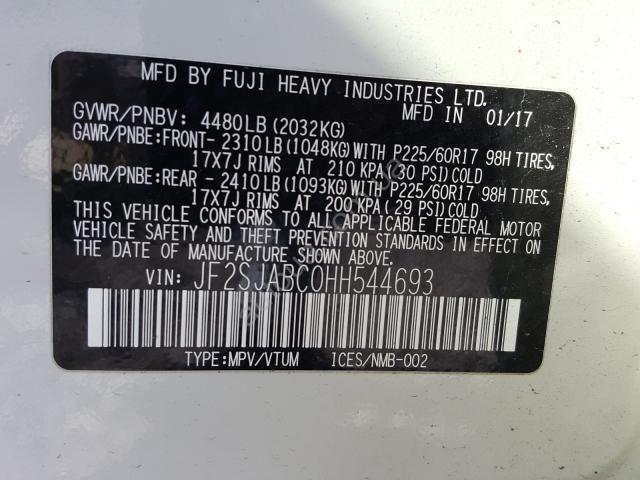 MFD BY FUJI HEAVY INDUSTRIES LTD.
MFD IN 01/17
GVWR/PNBV: 4480LB(2032KG)
GAWR/PNBE:FRONT- 2310LB(1048KG)WITH P225/60R17 98H TIRES,
17X7J RIMS AT 210 KPA(30 PSI)COLD
GAWR/PNBE:REAR - 2410LB(1093KG)WITH P225/60R17 98H TIRES,
17X7J RIMS AT 200 KPA(29 PSI)COLD
THIS VEHICLE CONFORMS TO ALL APPLICABLE FEDERAL MOTOR
VEHICLE SAFETY AND THEFT PREVENTION STANDARDS IN EFFECT ON
THE DATE OF MANUFACTURE SHOWN ABOVE.
VIN: JF2SJABC0HH544693
TYPE:MPV/VTUM ICES/NMB-002